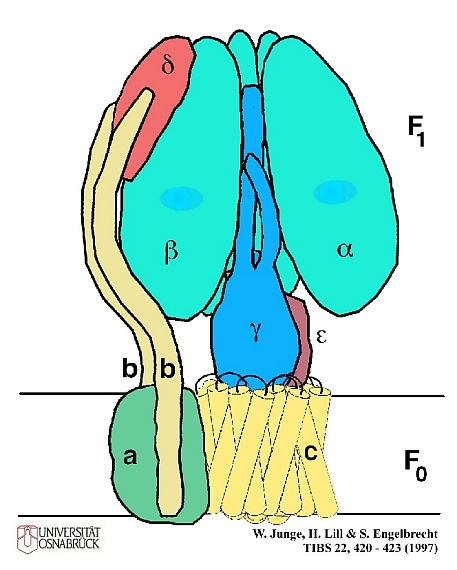 δ
F1
β
α
γ
ε
b b
a
c
F0
UNIVERSITÄT
OSNABRÜCK
W. Junge, H. Lill & S. Engelbrecht
TIBS 22, 420 - 423 (1997)